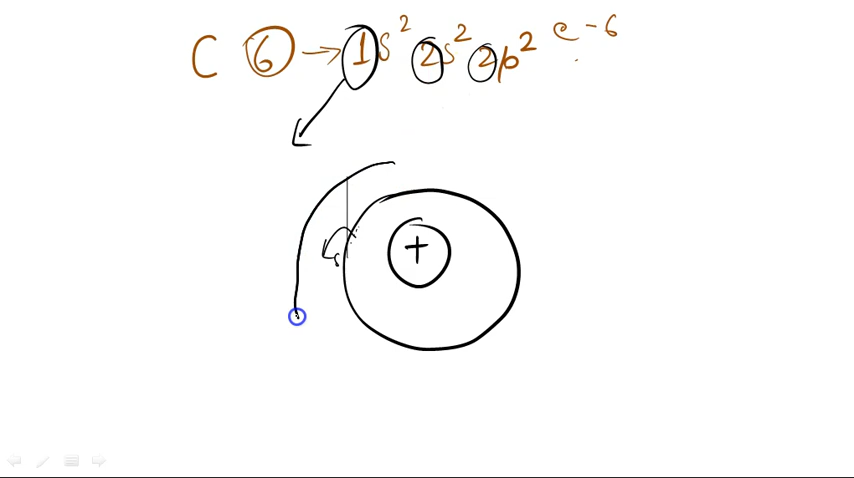 C 6 → 1s² 2s² 2p² e-6
+